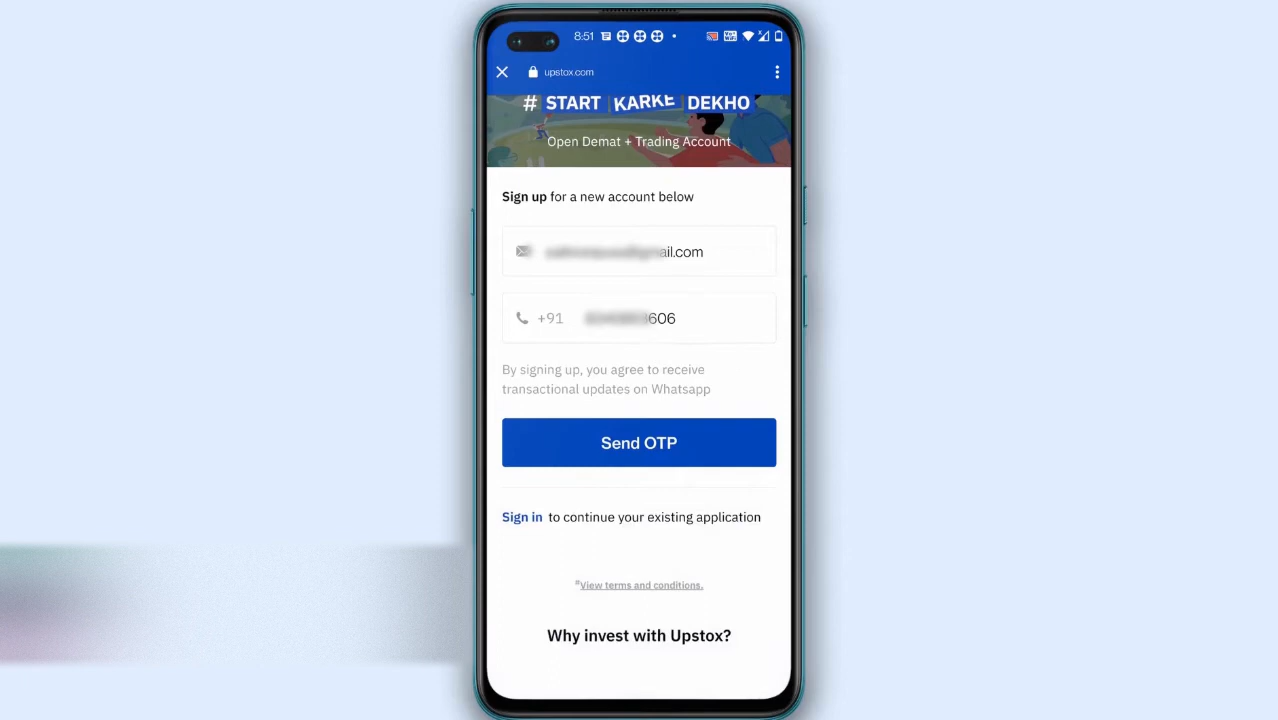 8:51
upstox.com
# START KARKE DEKHO
Open Demat + Trading Account
Sign up for a new account below
ail.com
+91 606
By signing up, you agree to receive
transactional updates on Whatsapp
Send OTP
Sign in to continue your existing application
#View terms and conditions.
Why invest with Upstox?